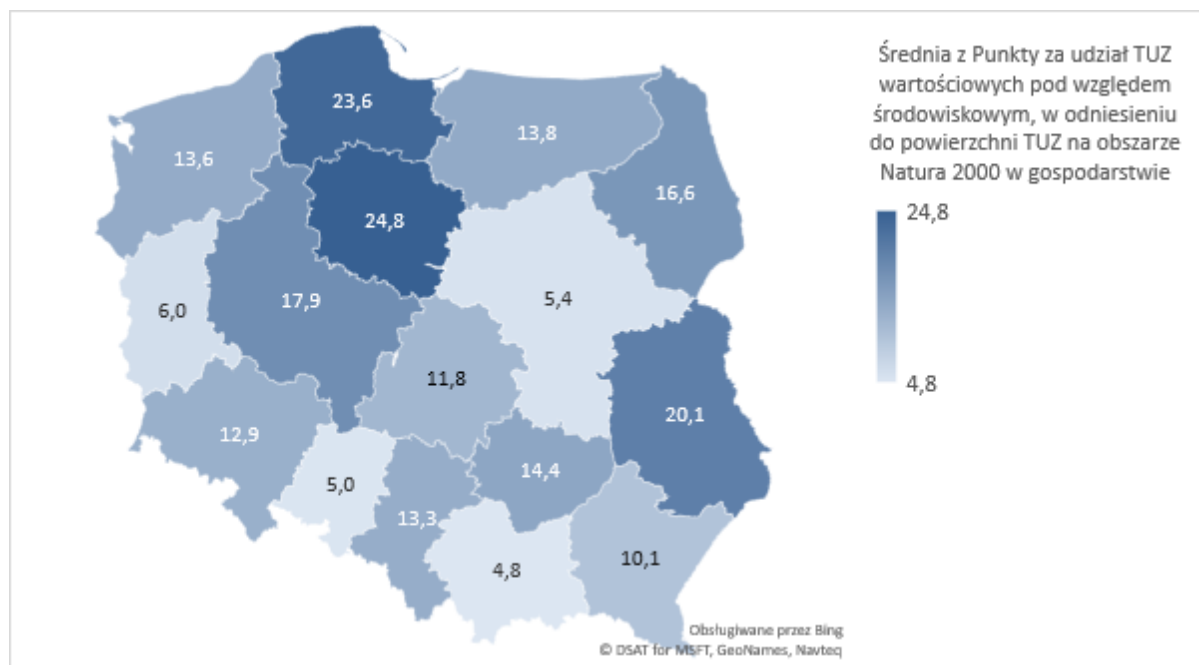 Średnia z Punkty za udział TUZ
wartościowych pod względem
środowiskowym, w odniesieniu
do powierzchni TUZ na obszarze
Natura 2000 w gospodarstwie
24,8
4,8
23,6
13,8
13,6
16,6
24,8
17,9
5,4
6,0
11,8
20,1
12,9
14,4
5,0
13,3
4,8
10,1
Obsługiwane przez Bing
© DSAT for MSFT, GeoNames, Navteq